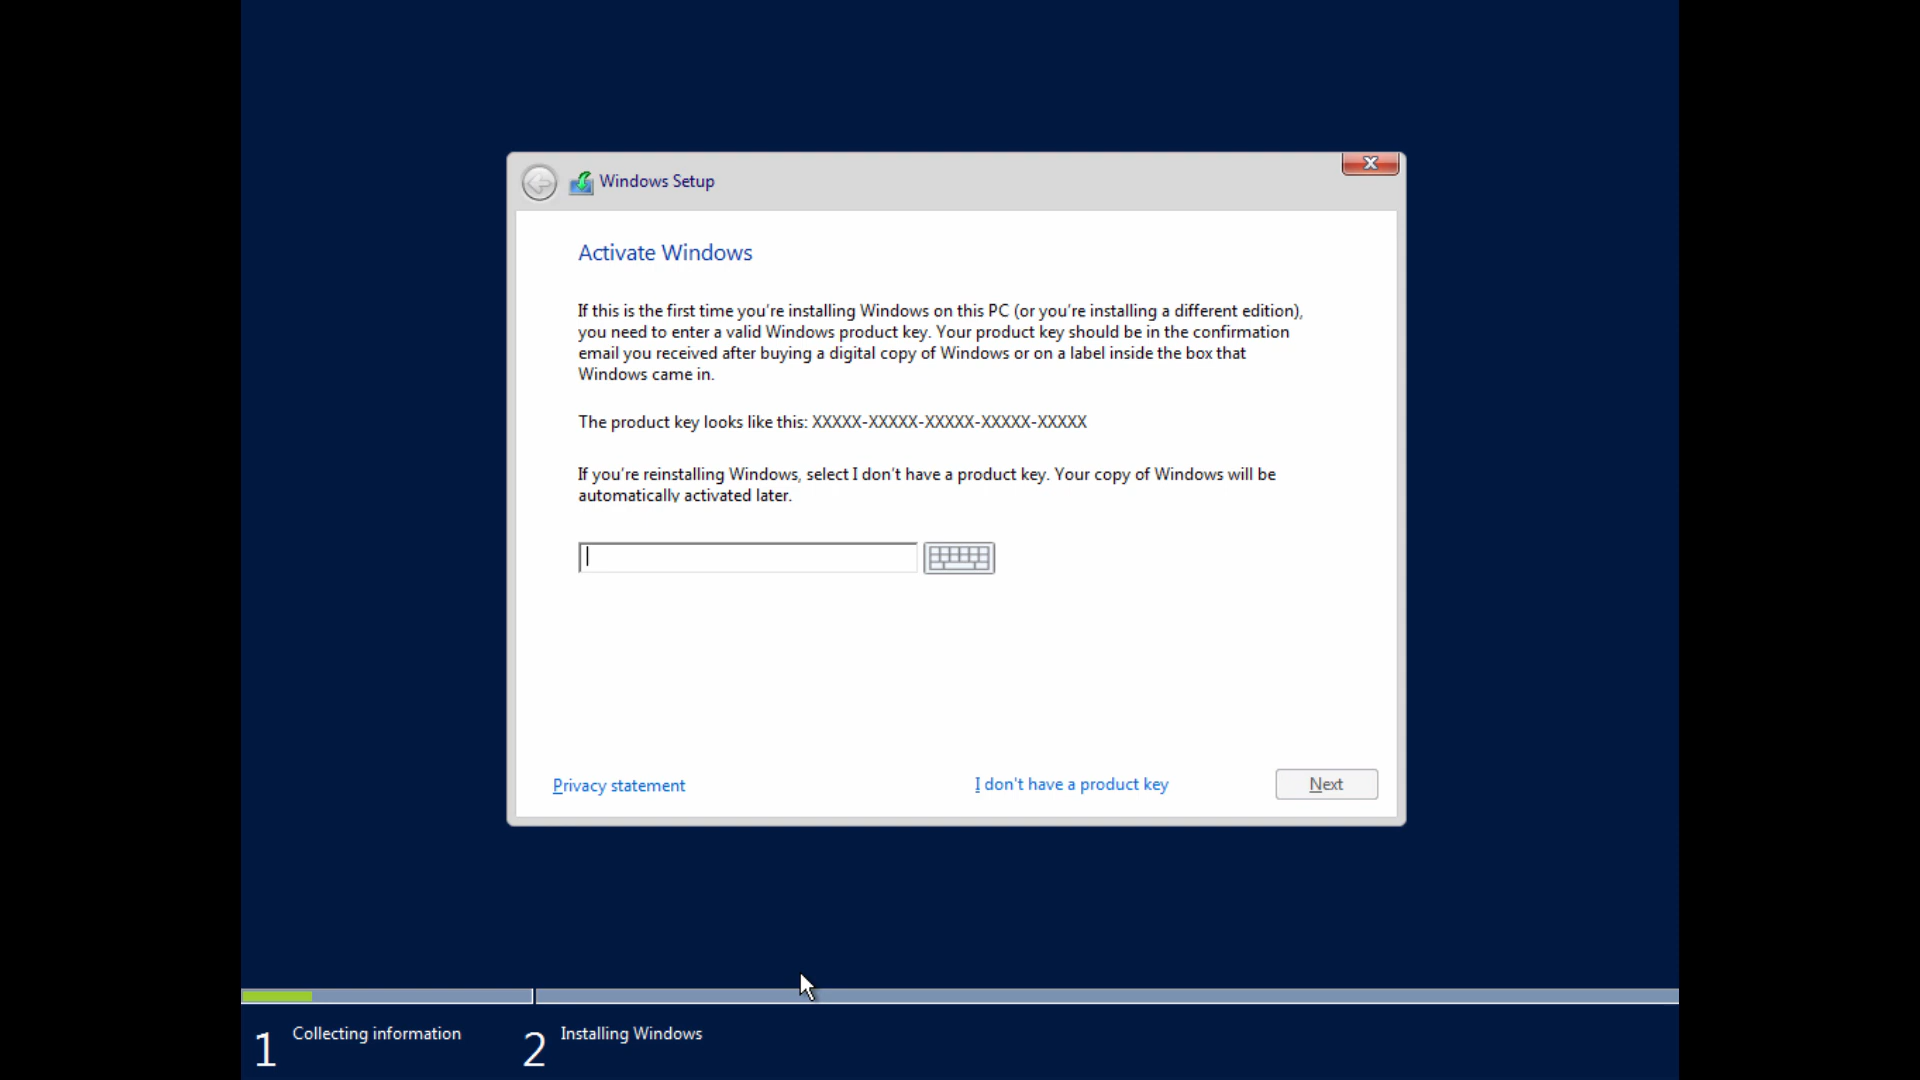 Windows Setup
Activate Windows
If this is the first time you're installing Windows on this PC (or you're installing a different edition),
you need to enter a valid Windows product key. Your product key should be in the confirmation
email you received after buying a digital copy of Windows or on a label inside the box that
Windows came in.
The product key looks like this: XXXXX-XXXXX-XXXXX-XXXXX-XXXXX
If you're reinstalling Windows, select I don't have a product key. Your copy of Windows will be
automatically activated later.
Privacy statement
I don't have a product key
Next
1 Collecting information
2 Installing Windows